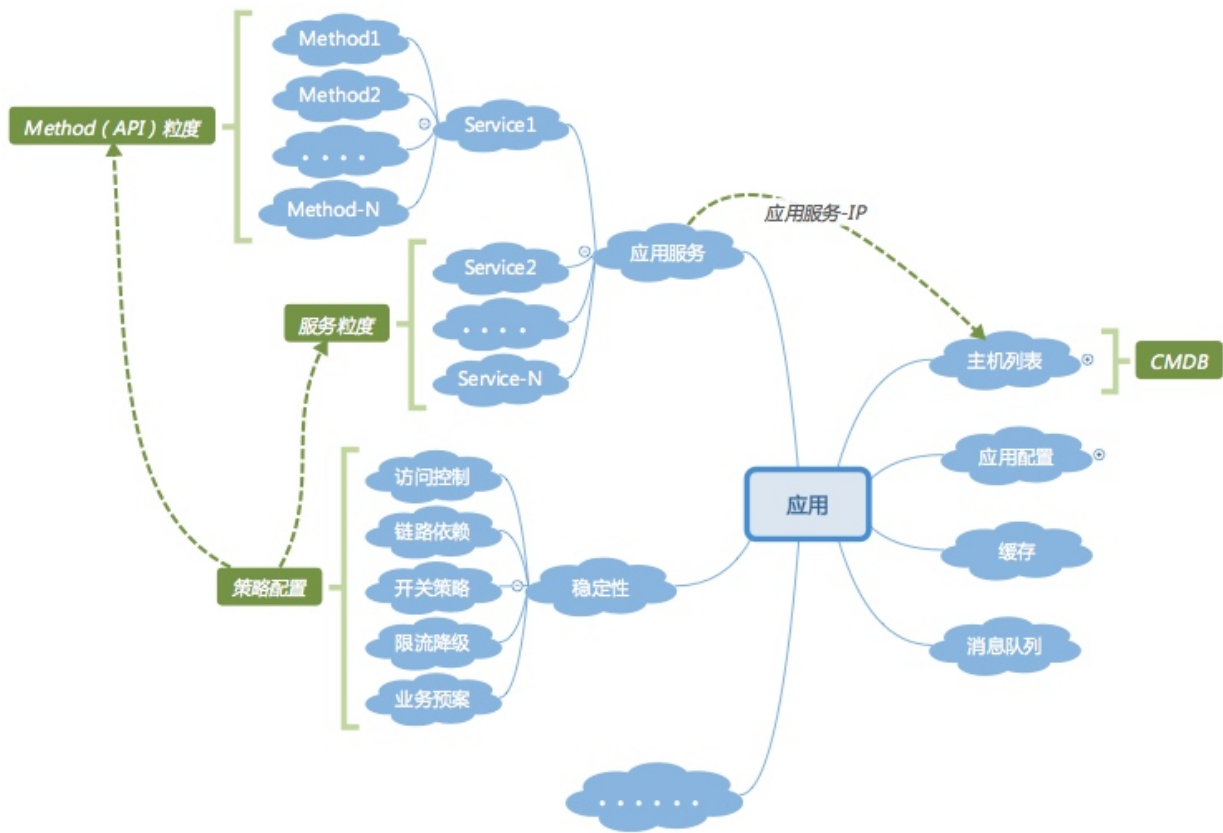 Method1
Method2
Method（API）粒度
Service1
. . . .
Method-N
应用服务-IP
应用服务
Service2
服务粒度
. . . .
主机列表
CMDB
Service-N
应用配置
访问控制
应用
链路依赖
缓存
策略配置
开关策略
稳定性
限流降级
消息队列
业务预案
. . . . . .